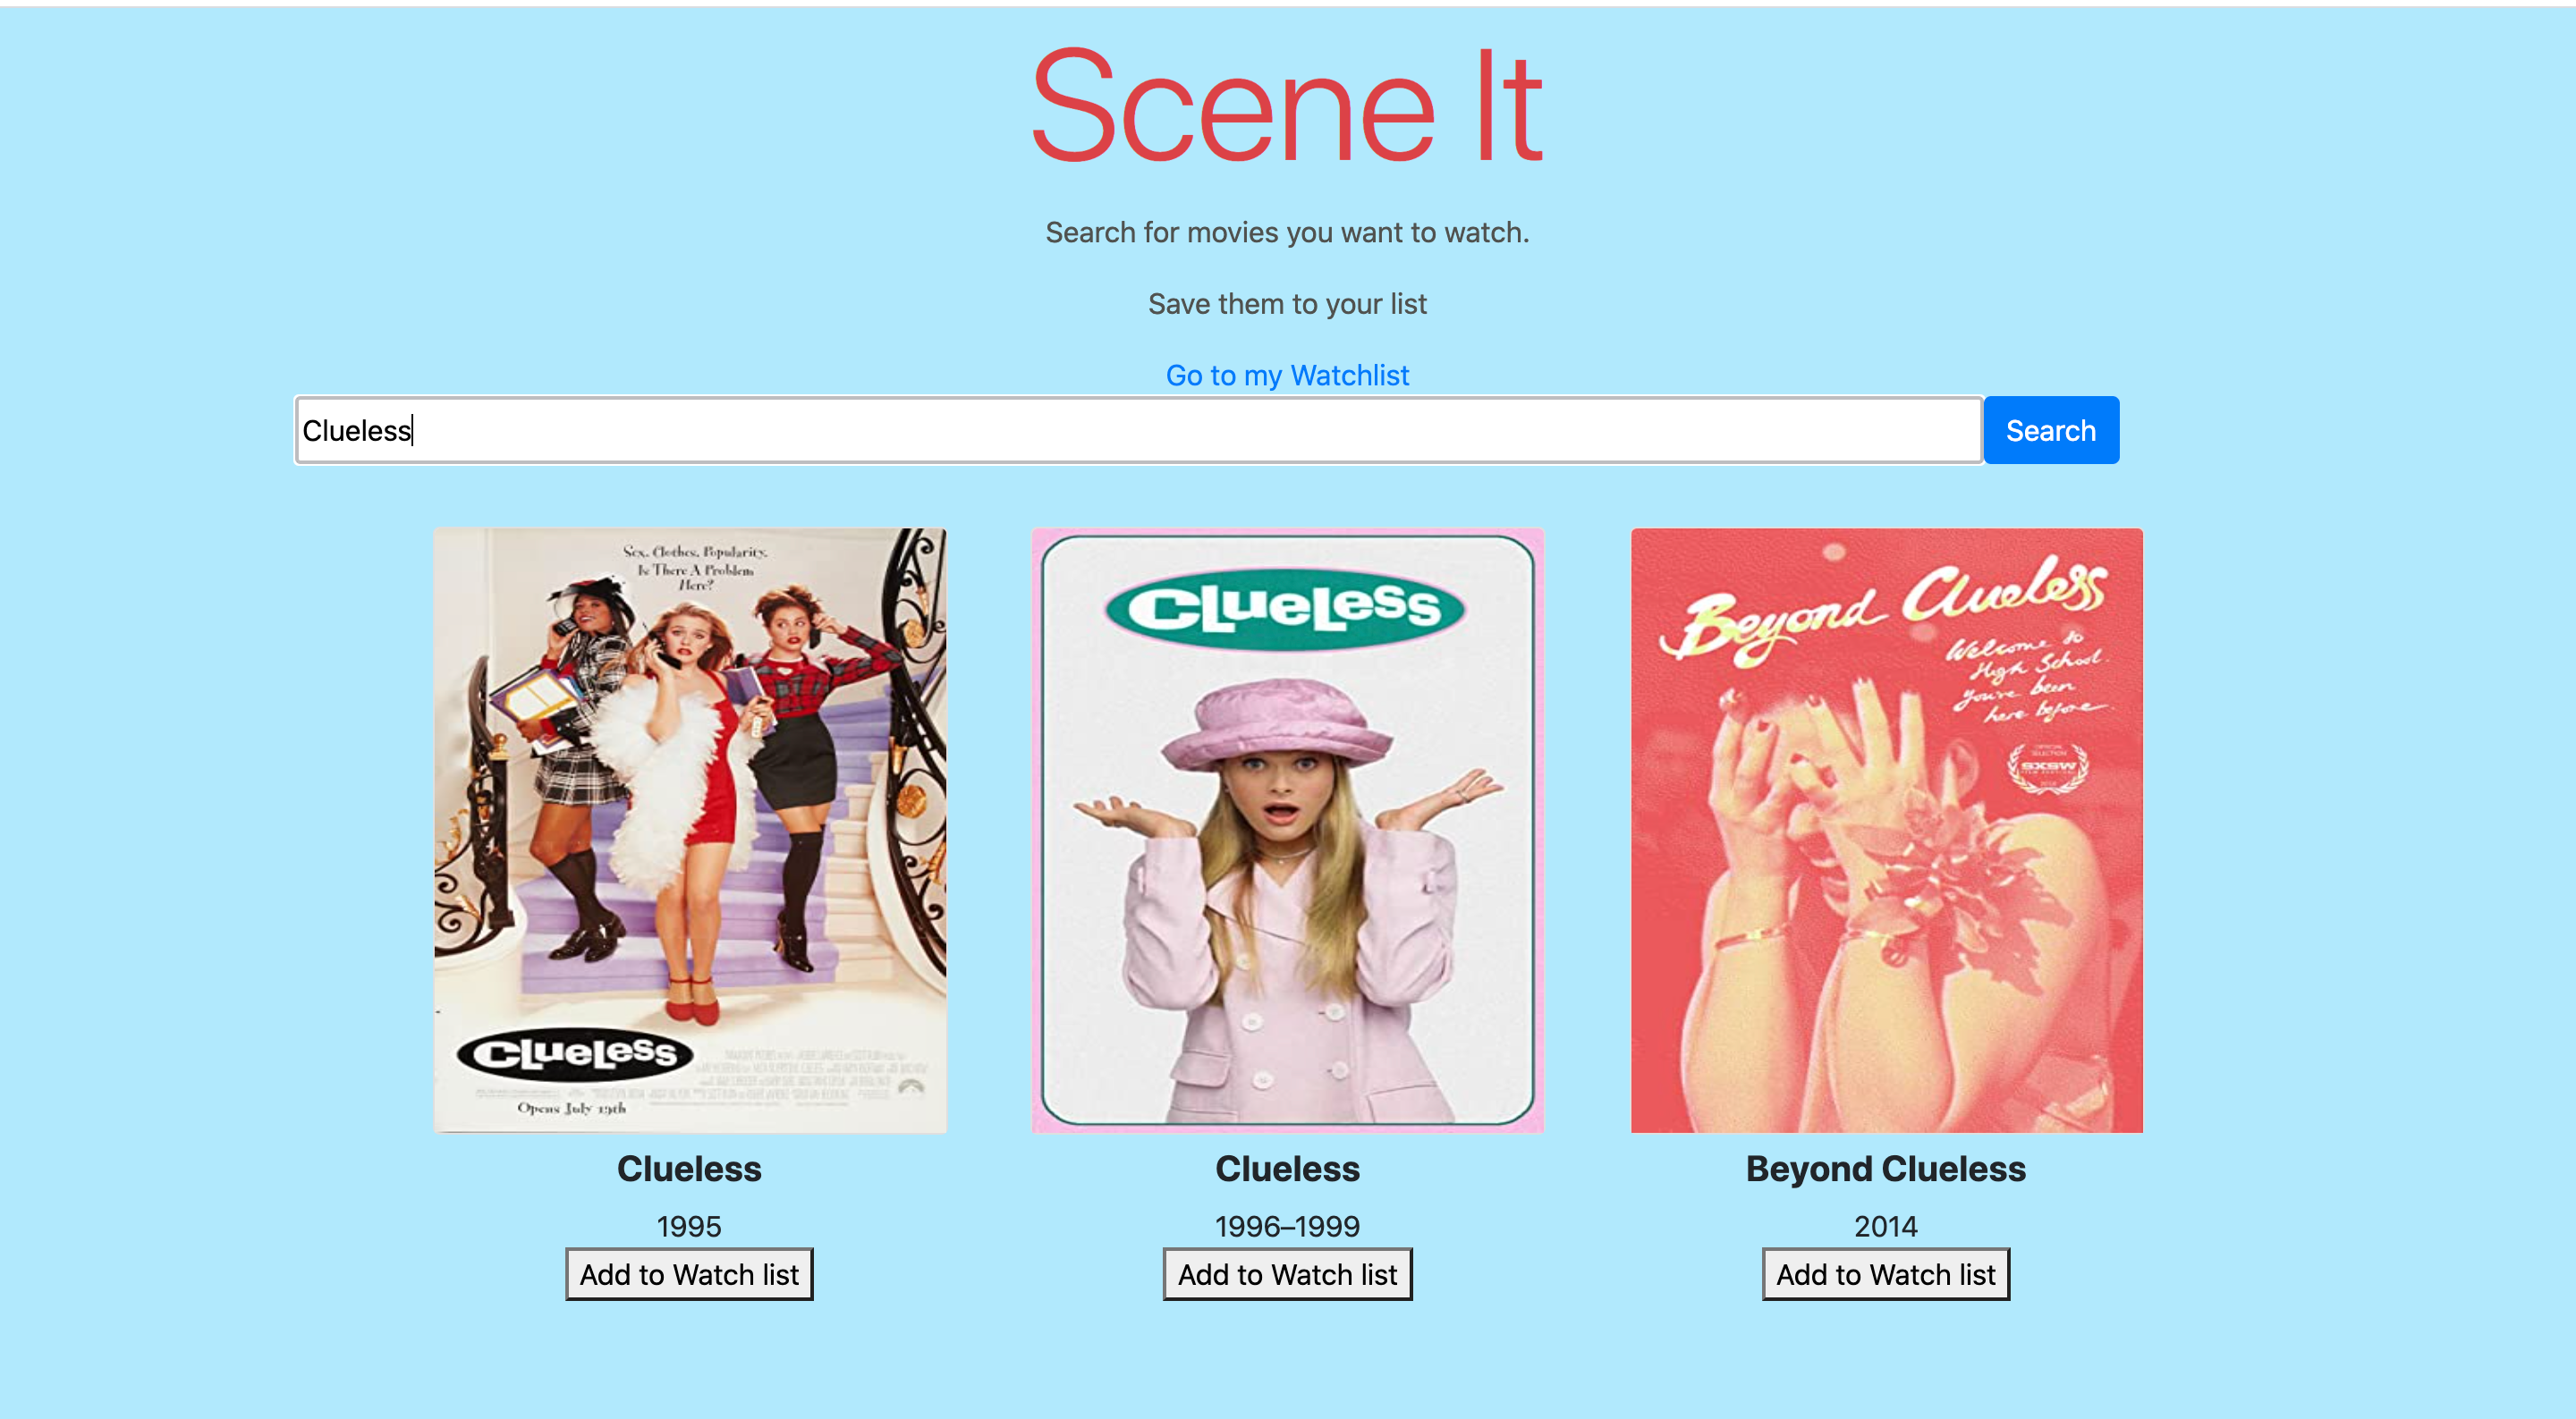 Scene It
Search for movies you want to watch.
Save them to your list
Go to my Watchlist
Clueless
Search
Sex. Clothes. Popularity.
Is There A Problem
Here?
CLueLess
Opens July 19th
Clueless
1995
Add to Watch list
CLueLess
Clueless
1996–1999
Add to Watch list
Beyond Clueless
Welcome to
High School.
You've been
here before
OFFICIAL
SELECTION
SXSW
Beyond Clueless
2014
Add to Watch list